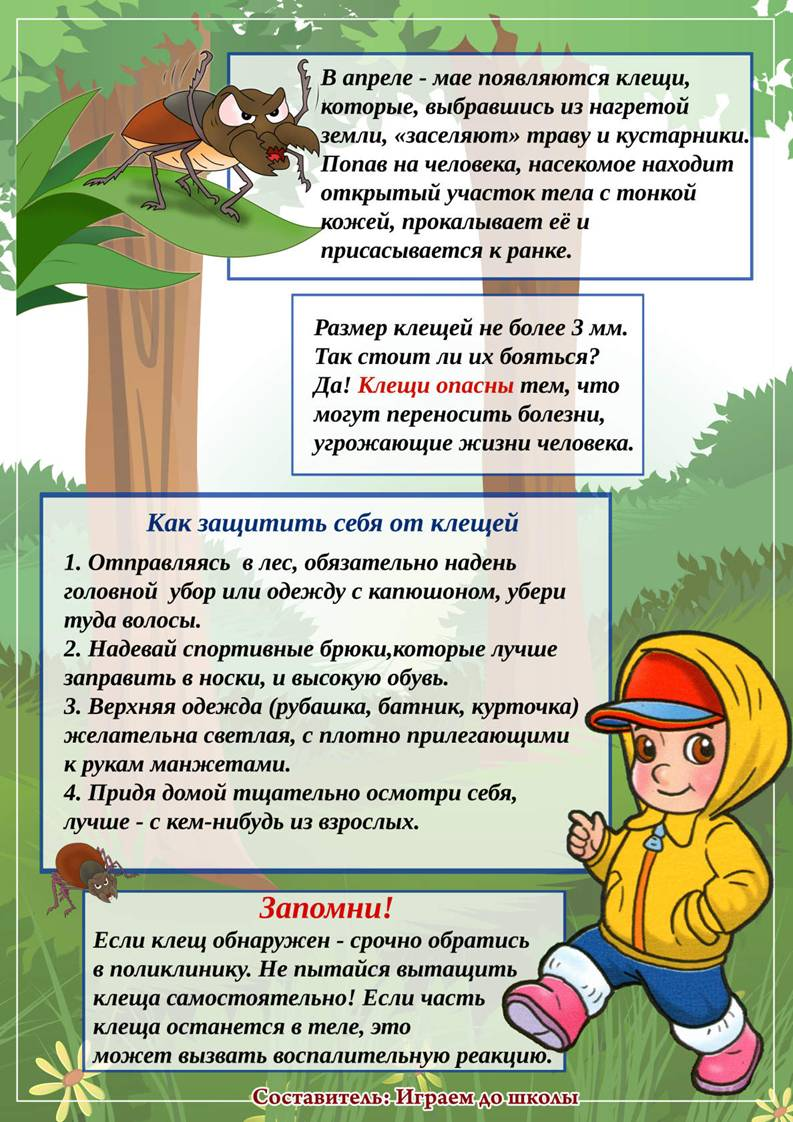 В апреле - мае появляются клещи,
которые, выбравшись из нагретой
земли, «заселяют» траву и кустарники.
Попав на человека, насекомое находит
открытый участок тела с тонкой
кожей, прокалывает её и
присасывается к ранке.
Размер клещей не более 3 мм.
Так стоит ли их бояться?
Да! Клещи опасны тем, что
могут переносить болезни,
угрожающие жизни человека.
Как защитить себя от клещей
1. Отправляясь в лес, обязательно надень
головной убор или одежду с капюшоном, убери
туда волосы.
2. Надевай спортивные брюки,которые лучше
заправить в носки, и высокую обувь.
3. Верхняя одежда (рубашка, батник, курточка)
желательна светлая, с плотно прилегающими
к рукам манжетами.
4. Придя домой тщательно осмотри себя,
лучше - с кем-нибудь из взрослых.
Запомни!
Если клещ обнаружен - срочно обратись
в поликлинику. Не пытайся вытащить
клеща самостоятельно! Если часть
клеща останется в теле, это
может вызвать воспалительную реакцию.
Составитель: Играем до школы